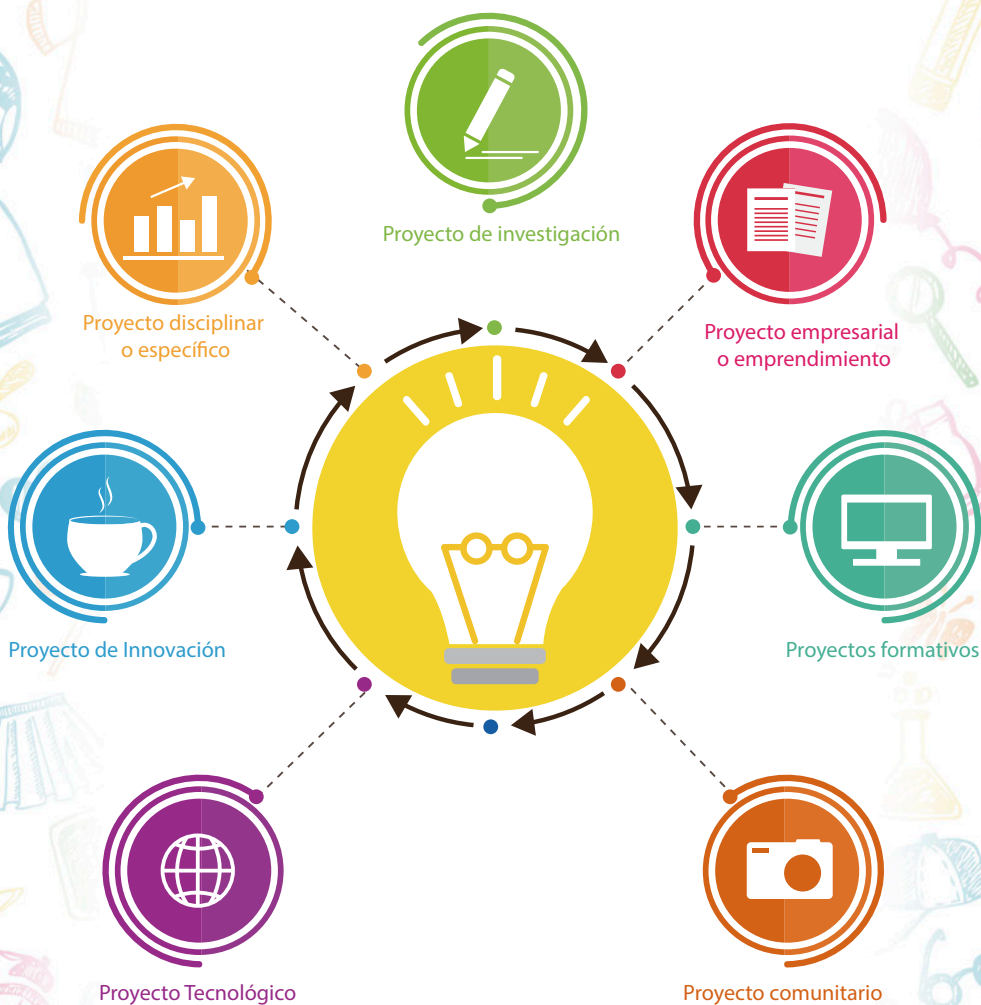 Proyecto de investigación
Proyecto disciplinar
o específico
Proyecto empresarial
o emprendimiento
Proyecto de Innovación
Proyectos formativos
Proyecto Tecnológico
Proyecto comunitario